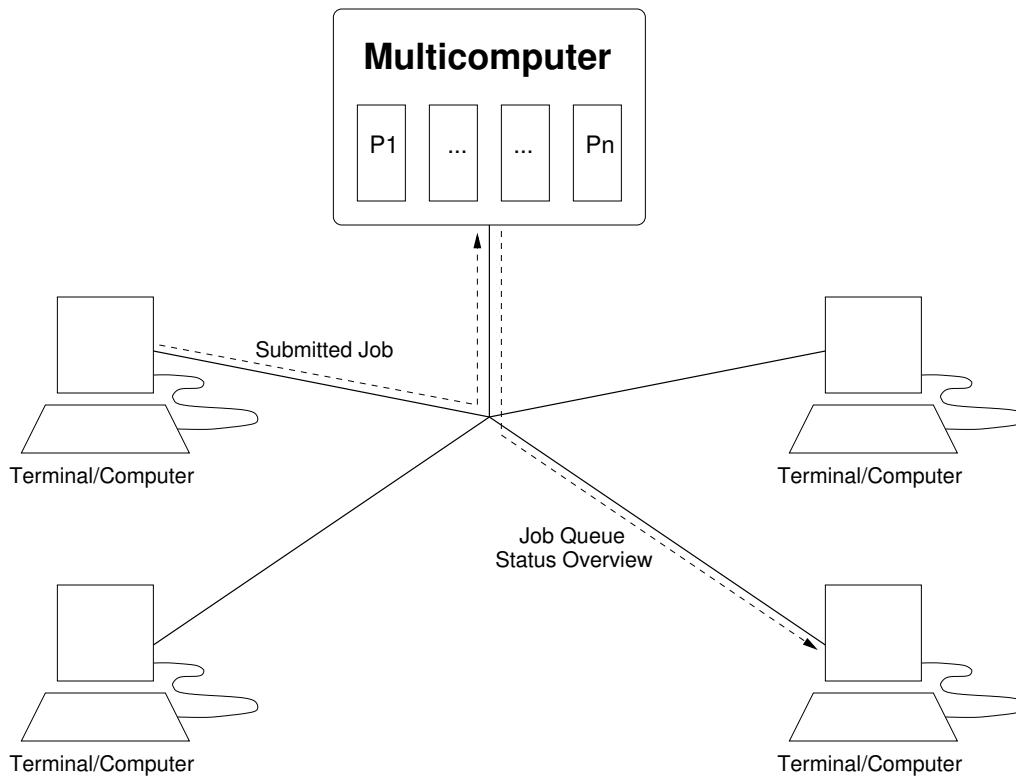 Multicomputer
P1 ... ... Pn
Submitted Job
Terminal/Computer
Terminal/Computer
Job Queue
Status Overview
Terminal/Computer
Terminal/Computer